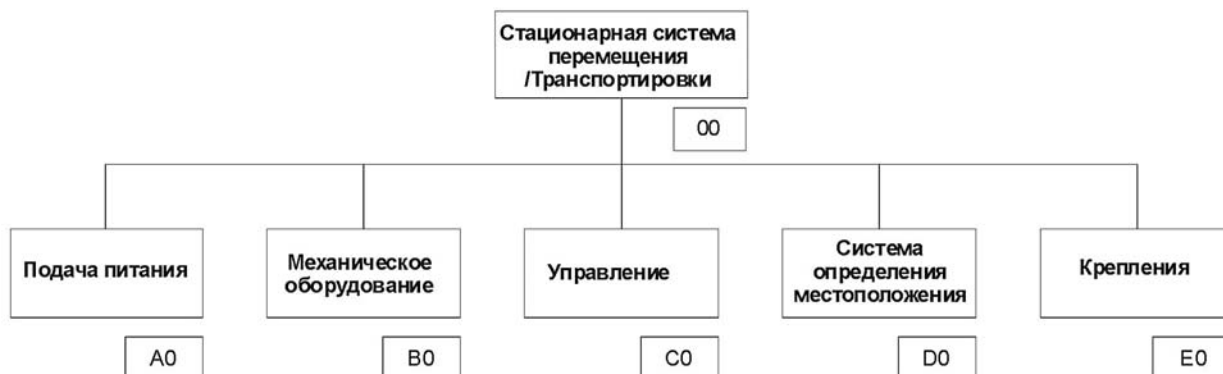 Стационарная система
перемещения
/Транспортировки
00
Подача питания
Механическое
оборудование
Управление
Система
определения
местоположения
Крепления
A0
B0
C0
D0
E0